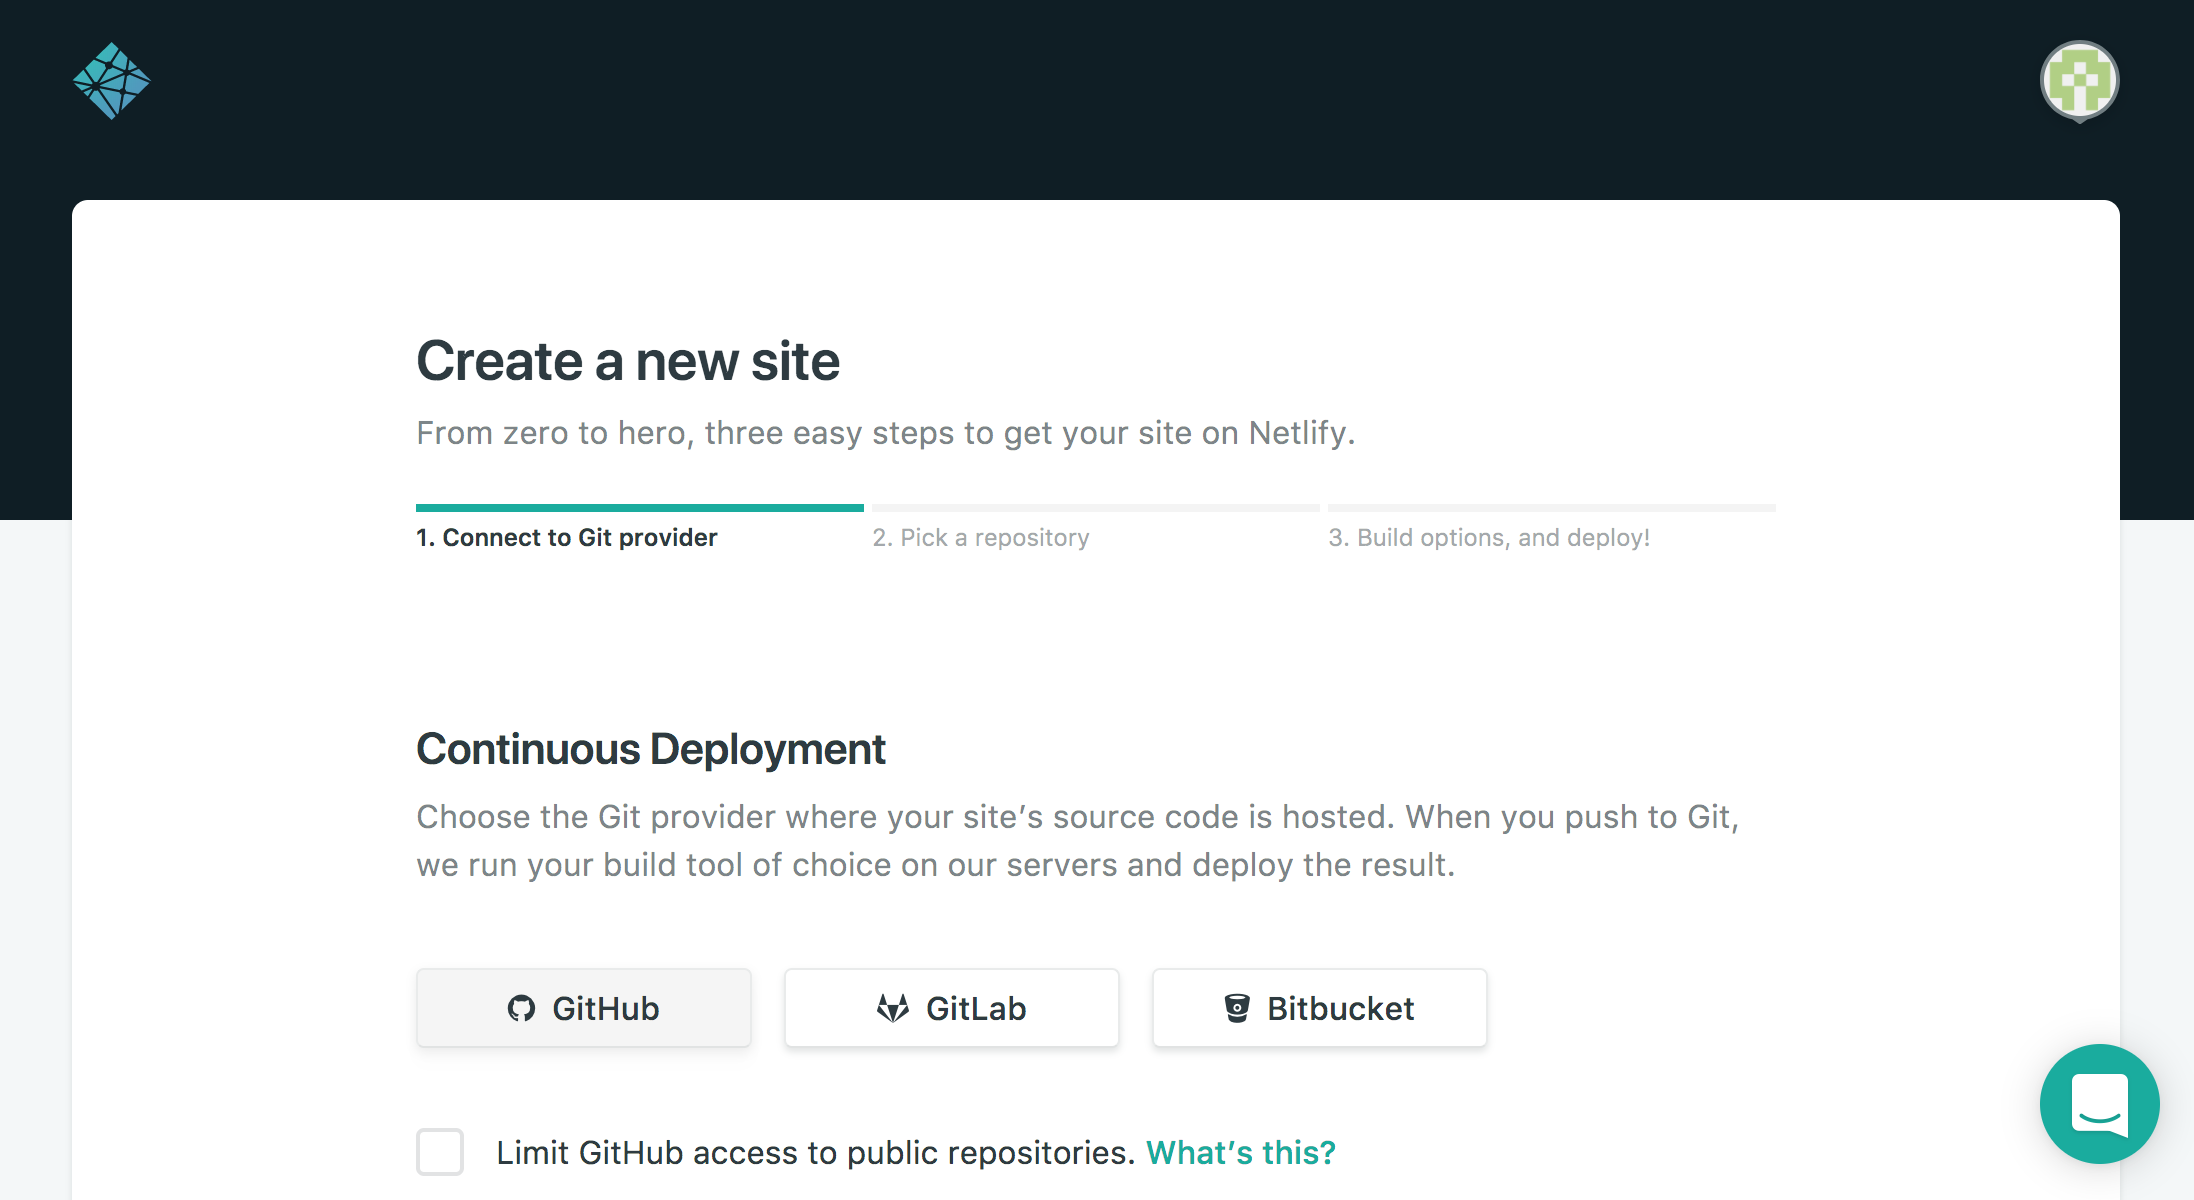 Create a new site
From zero to hero, three easy steps to get your site on Netlify.
1. Connect to Git provider
2. Pick a repository
3. Build options, and deploy!
Continuous Deployment
Choose the Git provider where your site’s source code is hosted. When you push to Git,
we run your build tool of choice on our servers and deploy the result.
GitHub
GitLab
Bitbucket
Limit GitHub access to public repositories. What’s this?